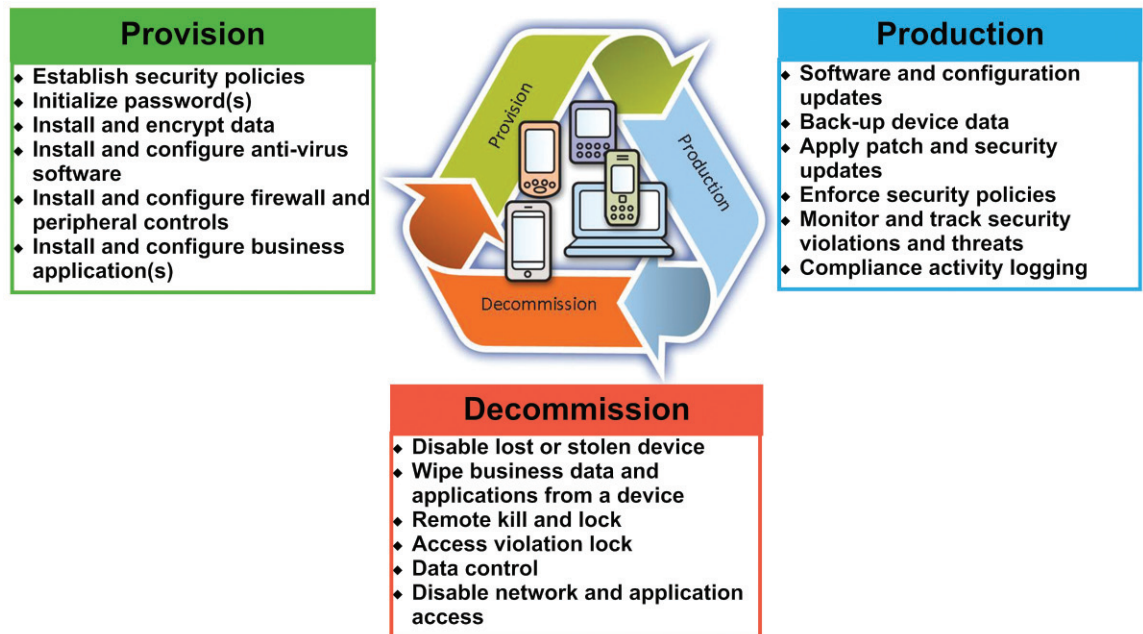 Provision
◆ Establish security policies
◆ Initialize password(s)
◆ Install and encrypt data
◆ Install and configure anti-virus
software
◆ Install and configure firewall and
peripheral controls
◆ Install and configure business
application(s)
Provision
Production
Decommission
Production
◆ Software and configuration
updates
◆ Back-up device data
◆ Apply patch and security
updates
◆ Enforce security policies
◆ Monitor and track security
violations and threats
◆ Compliance activity logging
Decommission
◆ Disable lost or stolen device
◆ Wipe business data and
applications from a device
◆ Remote kill and lock
◆ Access violation lock
◆ Data control
◆ Disable network and application
access